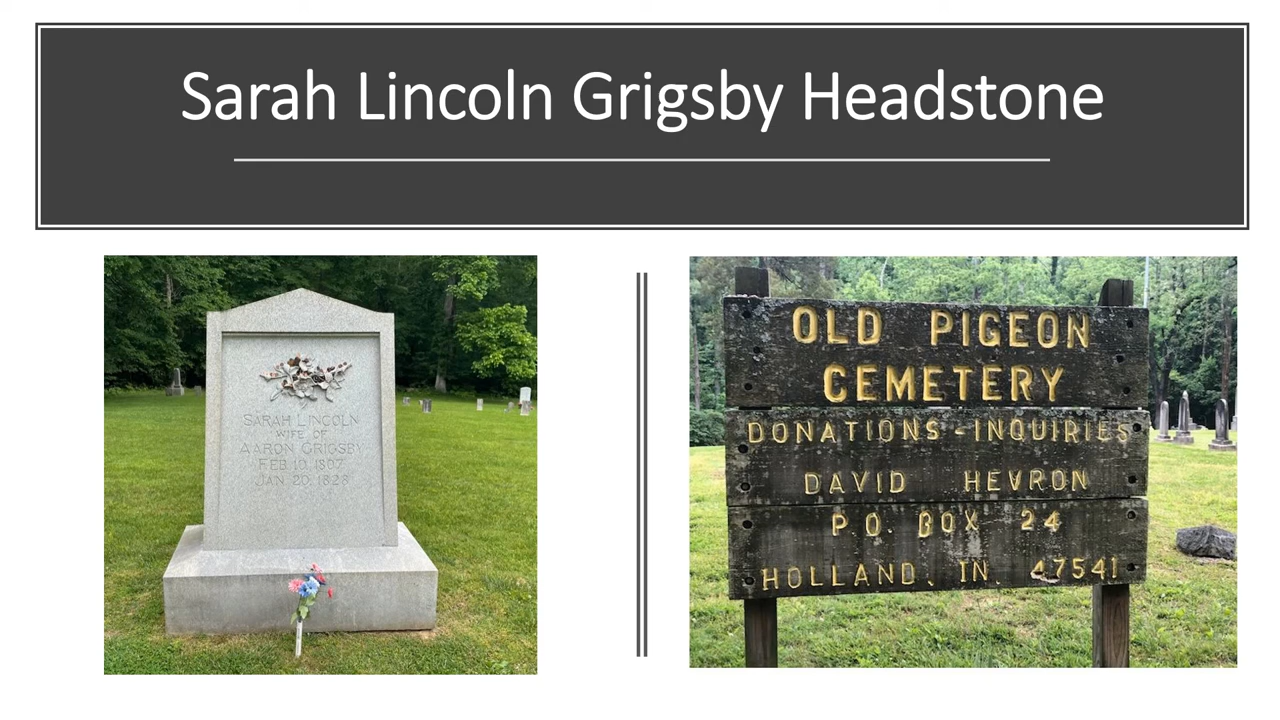 Sarah Lincoln Grigsby Headstone
SARAH LINCOLN
WIFE OF
AARON GRIGSBY
FEB. 10, 1807
JAN. 20, 1828
OLD PIGEON
CEMETERY
DONATIONS-INQUIRIES
DAVID HEVRON
P.O. BOX 24
HOLLAND, IN. 47541